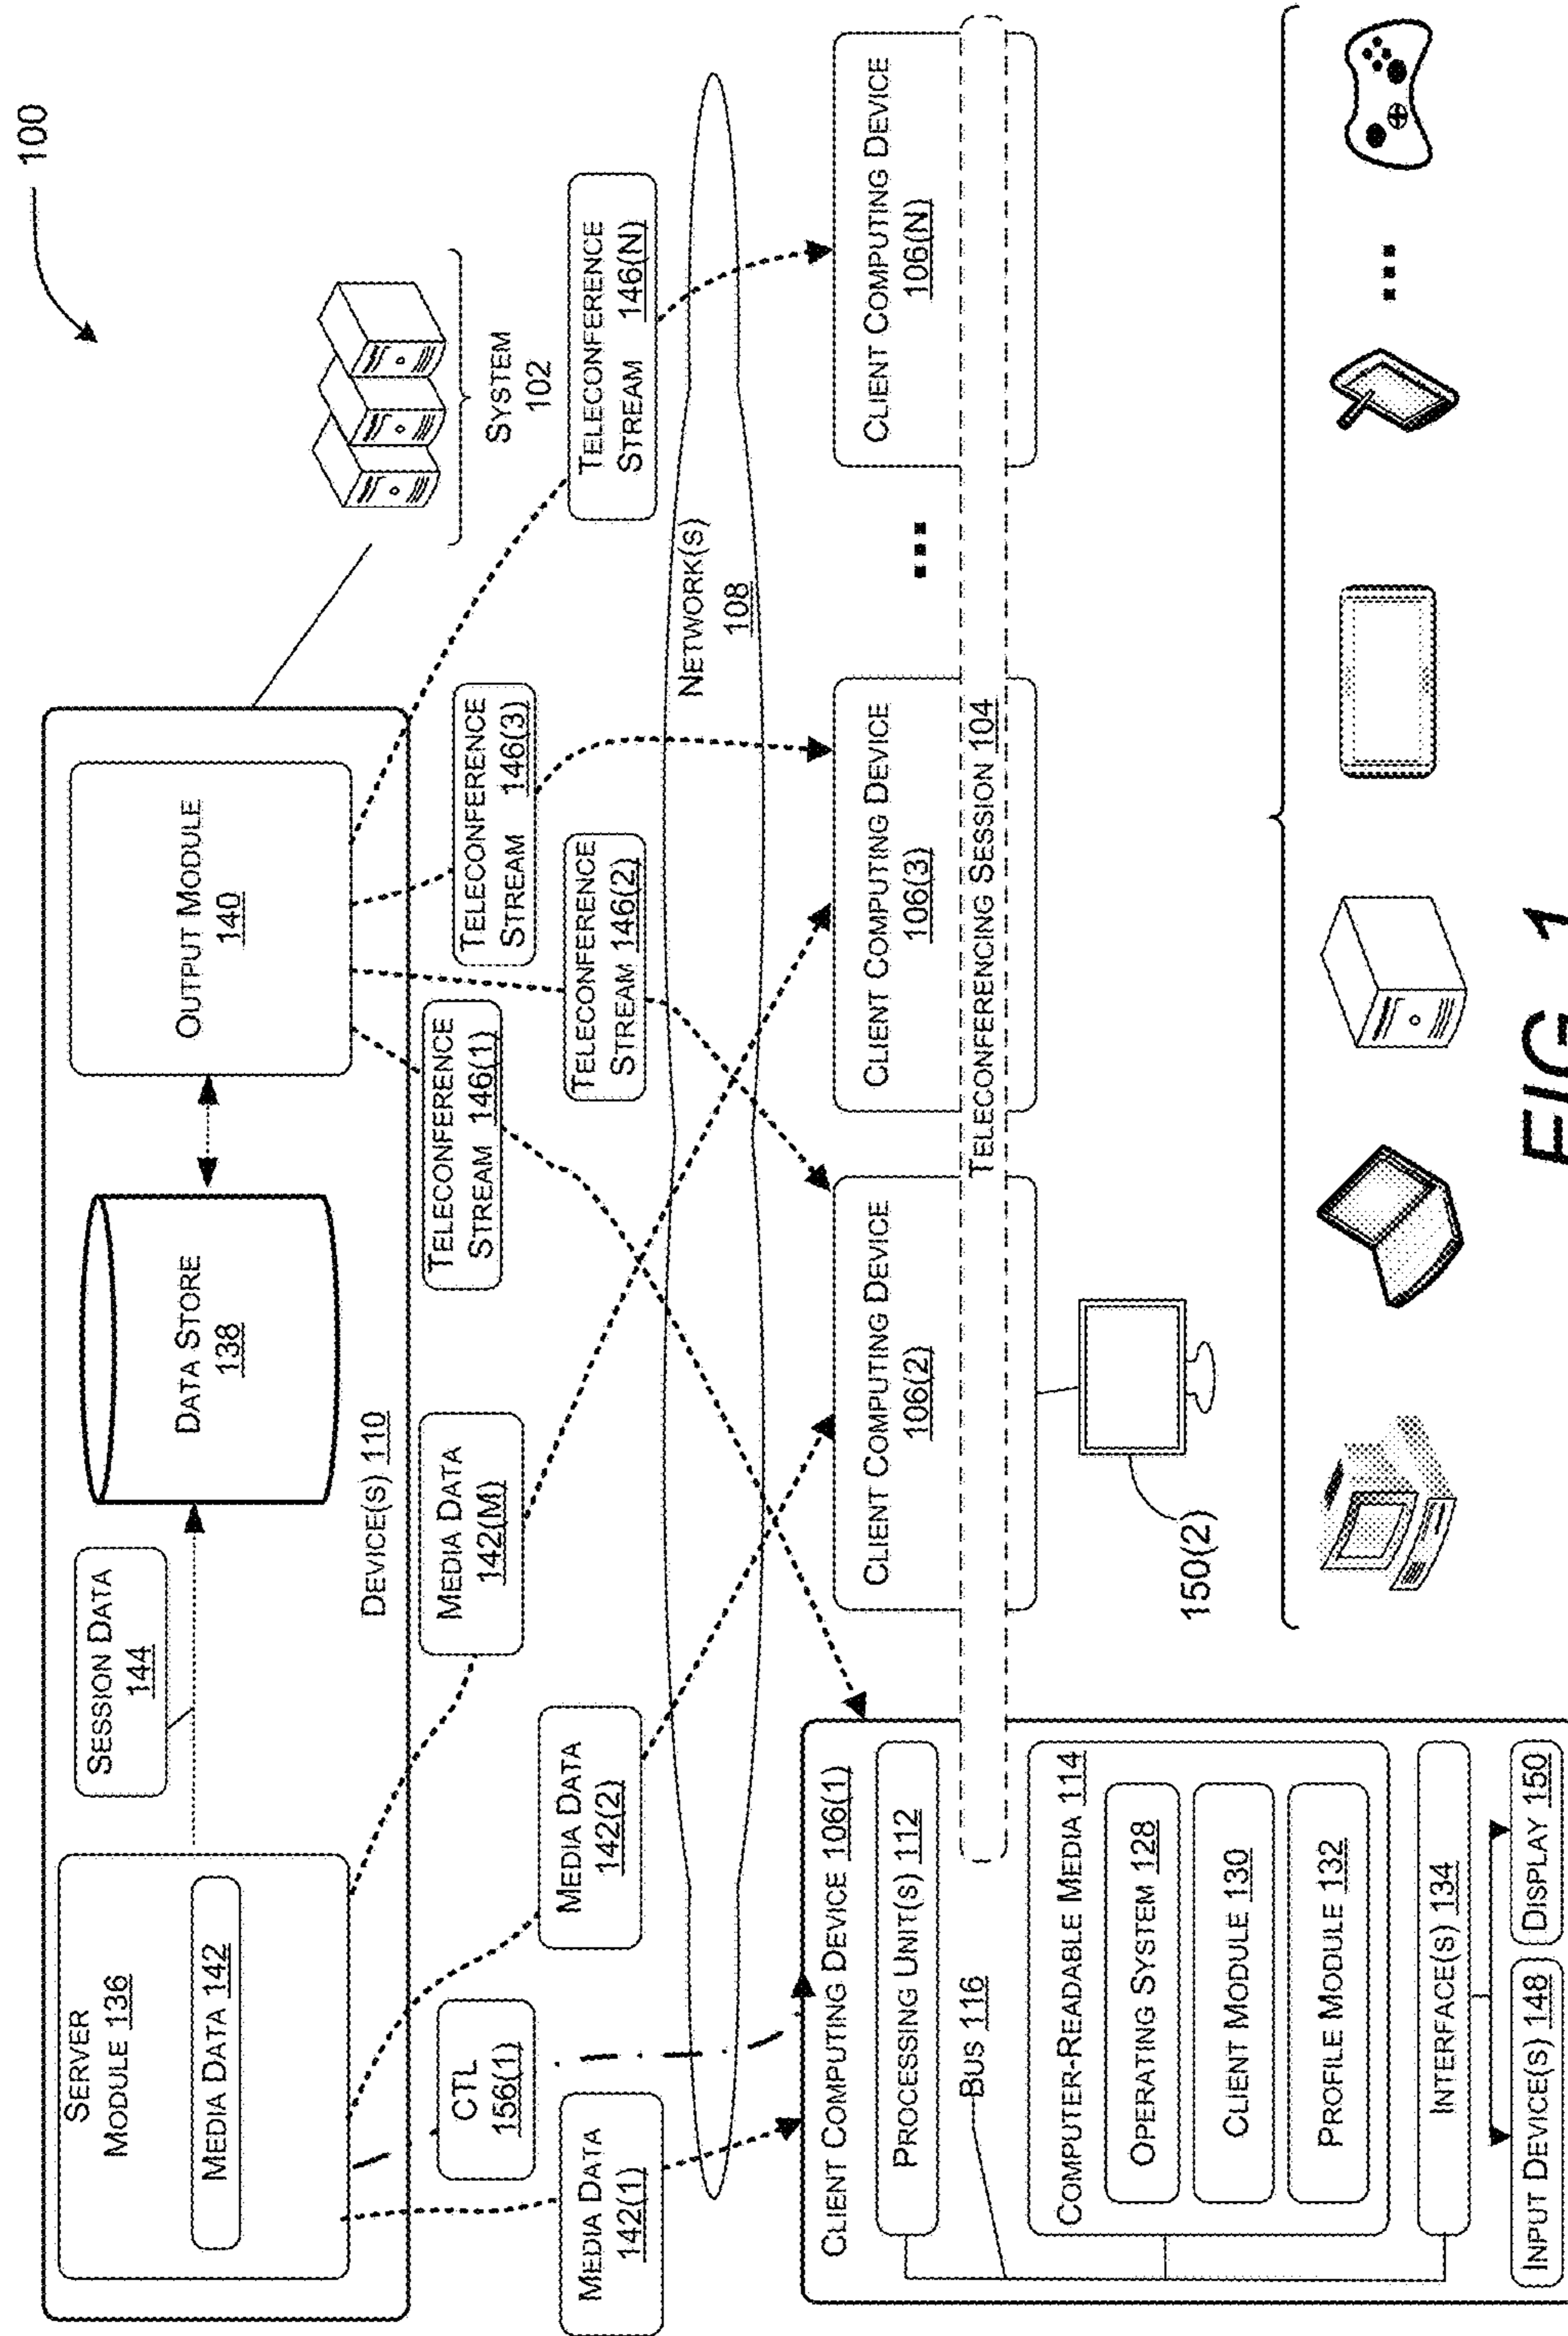 100
SERVER
MODULE 136
MEDIA DATA 142
SESSION DATA
144
DATA STORE
138
OUTPUT MODULE
140
DEVICE(S) 110
SYSTEM
102
MEDIA DATA
142(1)
CTL
156(1)
MEDIA DATA
142(2)
MEDIA DATA
142(M)
TELECONFERENCE
STREAM 146(1)
TELECONFERENCE
STREAM 146(2)
TELECONFERENCE
STREAM 146(3)
TELECONFERENCE
STREAM 146(N)
NETWORK(S)
108
CLIENT COMPUTING DEVICE 106(1)
PROCESSING UNIT(S) 112
BUS 116
COMPUTER-READABLE MEDIA 114
OPERATING SYSTEM 128
CLIENT MODULE 130
PROFILE MODULE 132
INTERFACE(S) 134
INPUT DEVICE(S) 148
DISPLAY 150
CLIENT COMPUTING DEVICE
106(2)
CLIENT COMPUTING DEVICE
106(3)
CLIENT COMPUTING DEVICE
106(N)
TELECONFERENCING SESSION 104
150(2)
FIG. 1